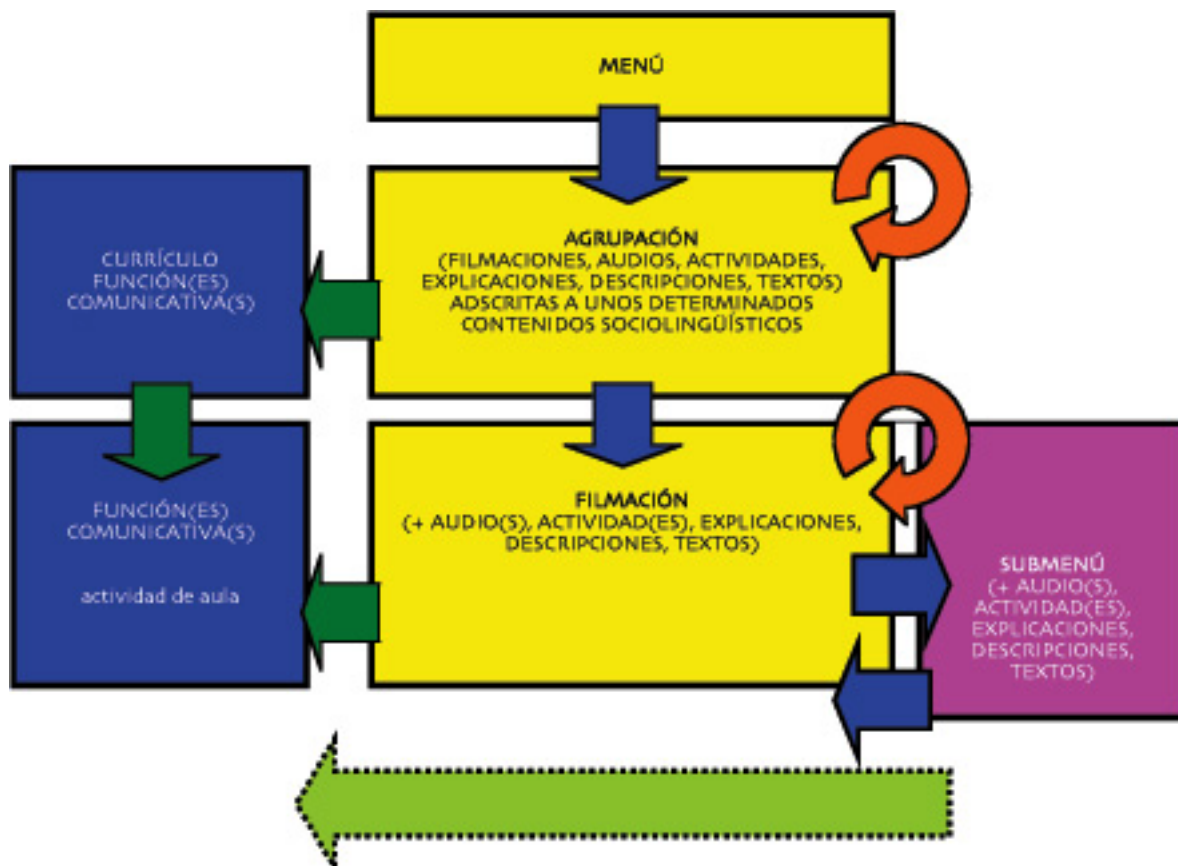 MENÚ
AGRUPACIÓN
(FILMACIONES, AUDIOS, ACTIVIDADES,
EXPLICACIONES, DESCRIPCIONES, TEXTOS)
ADSCRITAS A UNOS DETERMINADOS
CONTENIDOS SOCIOLINGÜÍSTICOS
CURRÍCULO
FUNCIÓN(ES)
COMUNICATIVA(S)
FUNCIÓN(ES)
COMUNICATIVA(S)
actividad de aula
FILMACIÓN
(+ AUDIO(S), ACTIVIDAD(ES), EXPLICACIONES,
DESCRIPCIONES, TEXTOS)
SUBMENÚ
(+ AUDIO(S),
ACTIVIDAD(ES),
EXPLICACIONES,
DESCRIPCIONES,
TEXTOS)